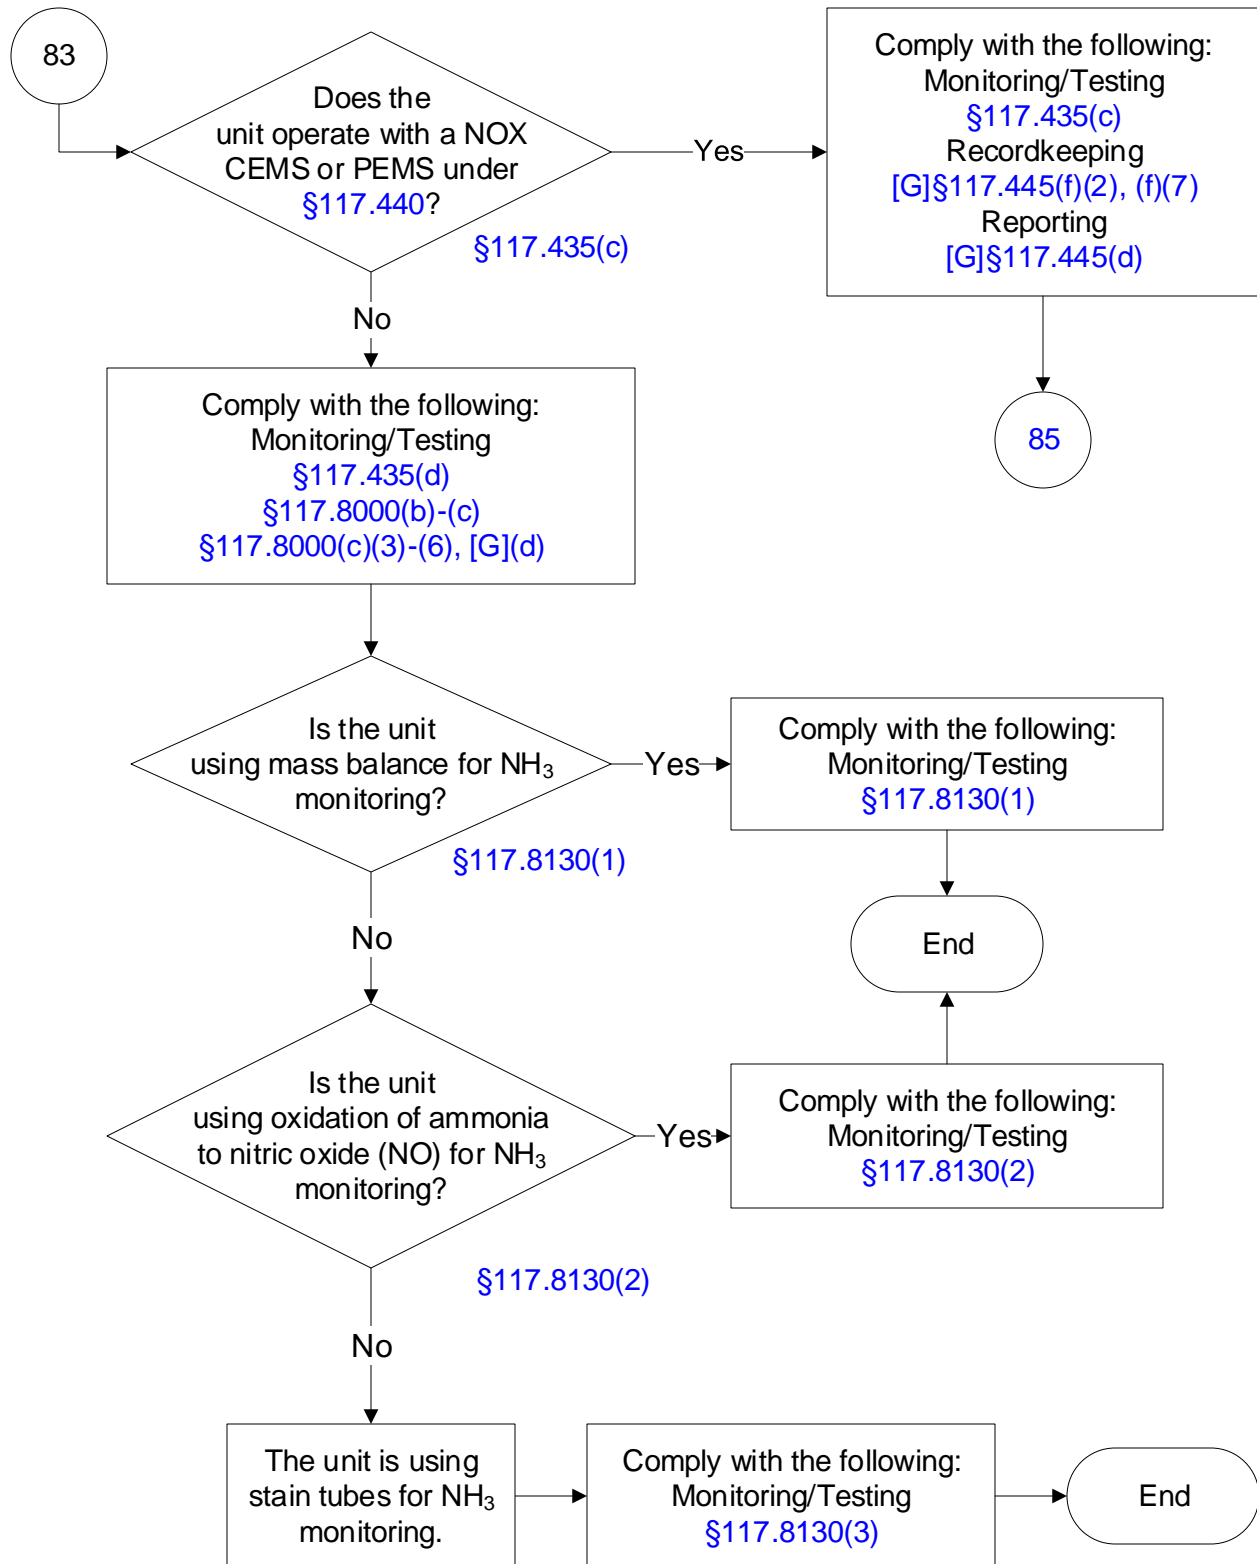 83
Does the
unit operate with a NOX
CEMS or PEMS under
§117.440?
§117.435(c)
Yes
Comply with the following:
Monitoring/Testing
§117.435(c)
Recordkeeping
[G]§117.445(f)(2), (f)(7)
Reporting
[G]§117.445(d)
85
No
Comply with the following:
Monitoring/Testing
§117.435(d)
§117.8000(b)-(c)
§117.8000(c)(3)-(6), [G](d)
Is the unit
using mass balance for NH₃
monitoring?
§117.8130(1)
Yes
Comply with the following:
Monitoring/Testing
§117.8130(1)
End
No
Is the unit
using oxidation of ammonia
to nitric oxide (NO) for NH₃
monitoring?
§117.8130(2)
Yes
Comply with the following:
Monitoring/Testing
§117.8130(2)
No
The unit is using
stain tubes for NH₃
monitoring.
Comply with the following:
Monitoring/Testing
§117.8130(3)
End